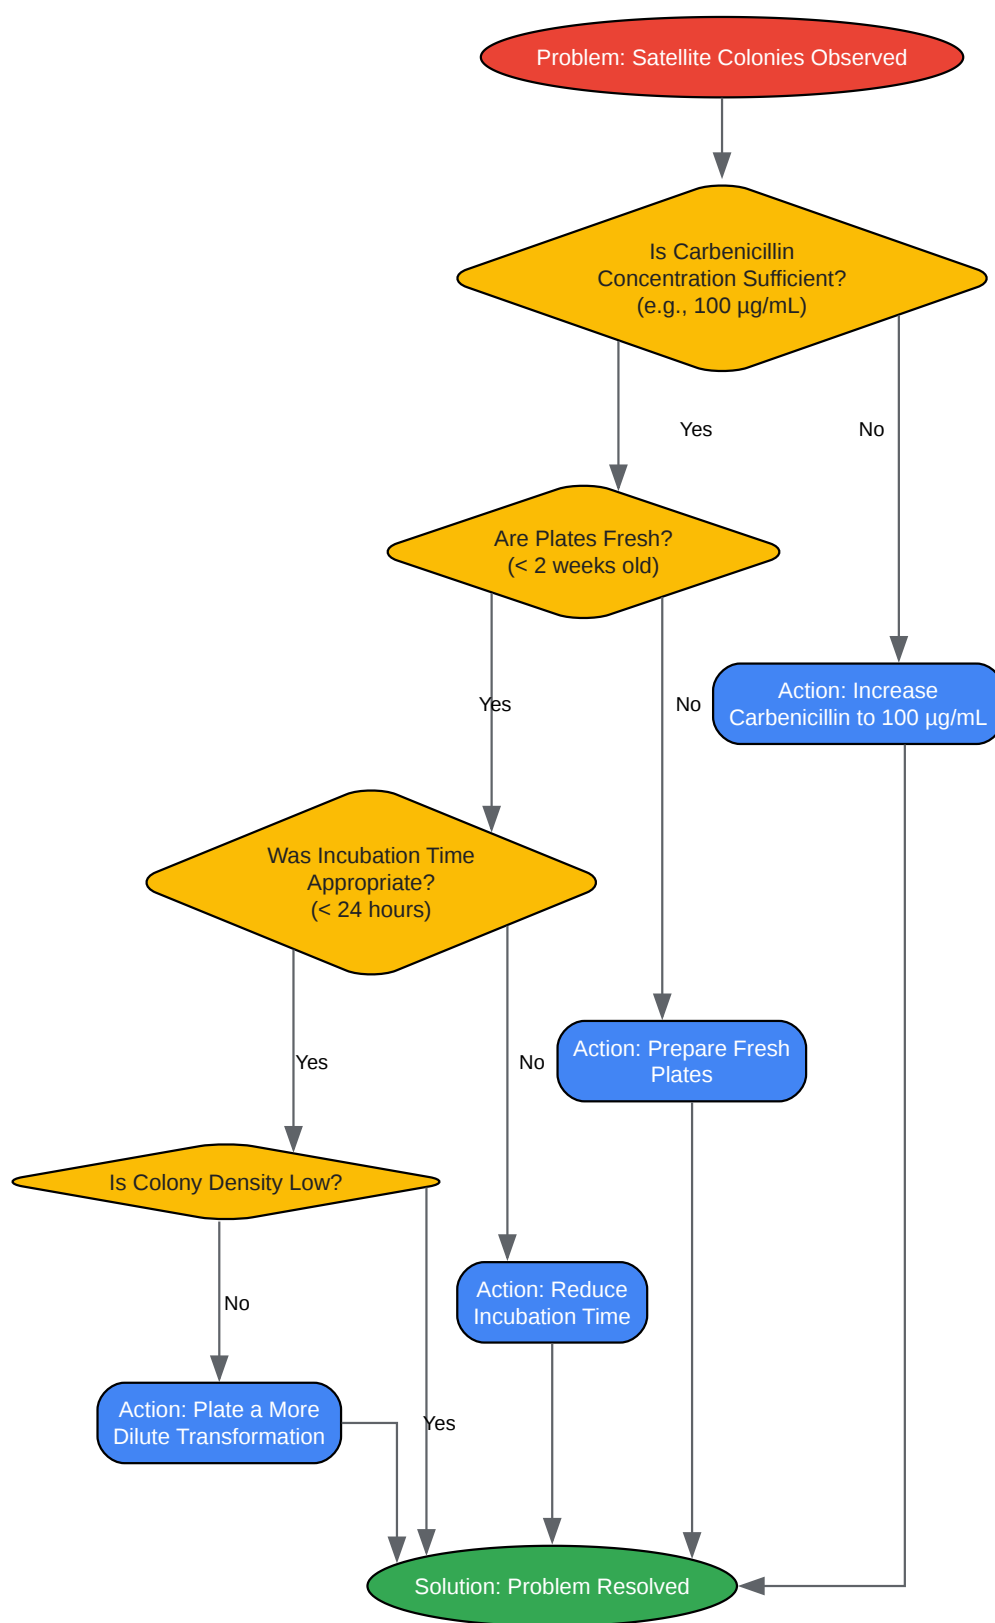 Problem: Satellite Colonies Observed
Is Carbenicillin
Concentration Sufficient?
(e.g., 100 µg/mL)
Yes
No
Are Plates Fresh?
(< 2 weeks old)
Action: Increase
Carbenicillin to 100 µg/mL
Yes
No
Was Incubation Time
Appropriate?
(< 24 hours)
Action: Prepare Fresh
Plates
Yes
No
Is Colony Density Low?
Action: Reduce
Incubation Time
No
Action: Plate a More
Dilute Transformation
Yes
Solution: Problem Resolved